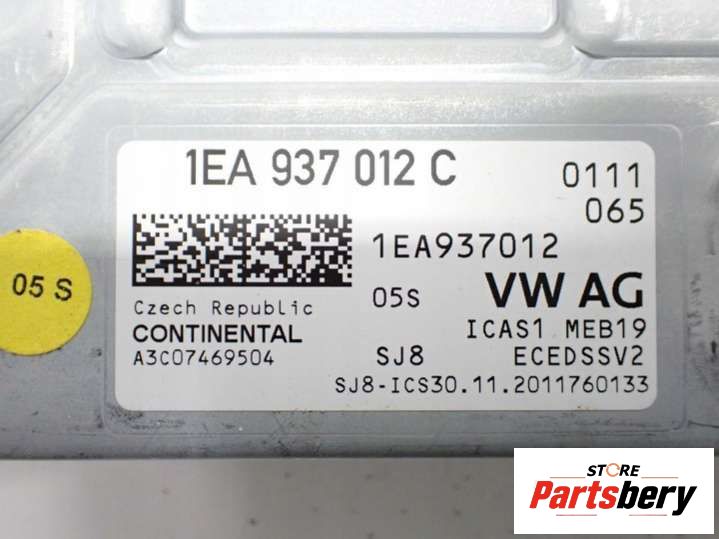 1EA 937 012 C
0111
065
1EA937012
05S
VW AG
Czech Republic
CONTINENTAL
A3C07469504
ICAS1 MEB19
SJ8
ECEDSSV2
SJ8-ICS30.11.2011760133
05 S
STORE
Partsbery